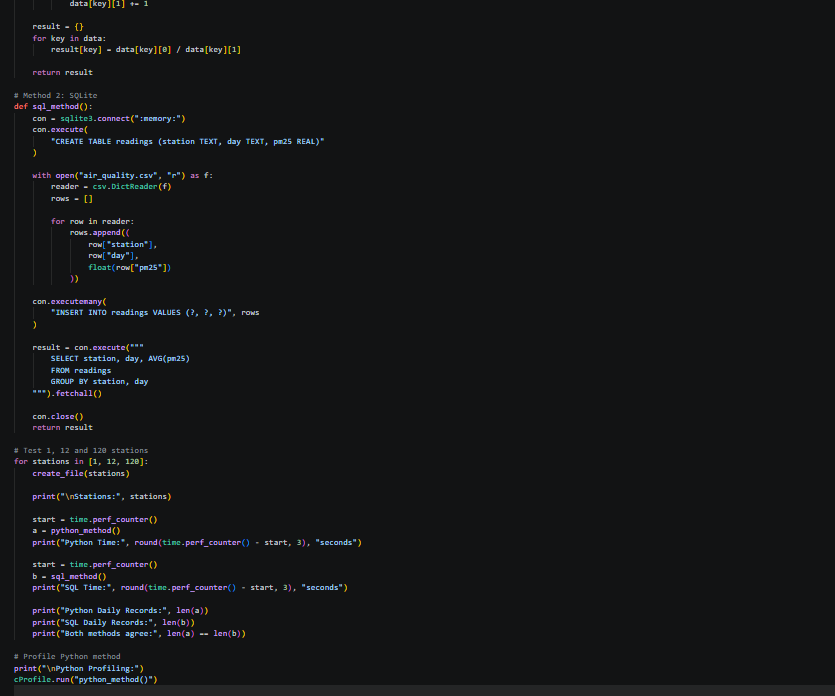 data[key][1] += 1

    result = {}
    for key in data:
        result[key] = data[key][0] / data[key][1]

    return result

# Method 2: SQLite
def sql_method():
    con = sqlite3.connect(":memory:")
    con.execute(
        "CREATE TABLE readings (station TEXT, day TEXT, pm25 REAL)"
    )

    with open("air_quality.csv", "r") as f:
        reader = csv.DictReader(f)
        rows = []

        for row in reader:
            rows.append((
                row["station"],
                row["day"],
                float(row["pm25"])
            ))

    con.executemany(
        "INSERT INTO readings VALUES (?, ?, ?)", rows
    )

    result = con.execute("""
        SELECT station, day, AVG(pm25)
        FROM readings
        GROUP BY station, day
    """).fetchall()

    con.close()
    return result

# Test 1, 12 and 120 stations
for stations in [1, 12, 120]:
    create_file(stations)

    print("\nStations:", stations)

    start = time.perf_counter()
    a = python_method()
    print("Python Time:", round(time.perf_counter() - start, 3), "seconds")

    start = time.perf_counter()
    b = sql_method()
    print("SQL Time:", round(time.perf_counter() - start, 3), "seconds")

    print("Python Daily Records:", len(a))
    print("SQL Daily Records:", len(b))
    print("Both methods agree:", len(a) == len(b))

# Profile Python method
print("\nPython Profiling:")
cProfile.run("python_method()")